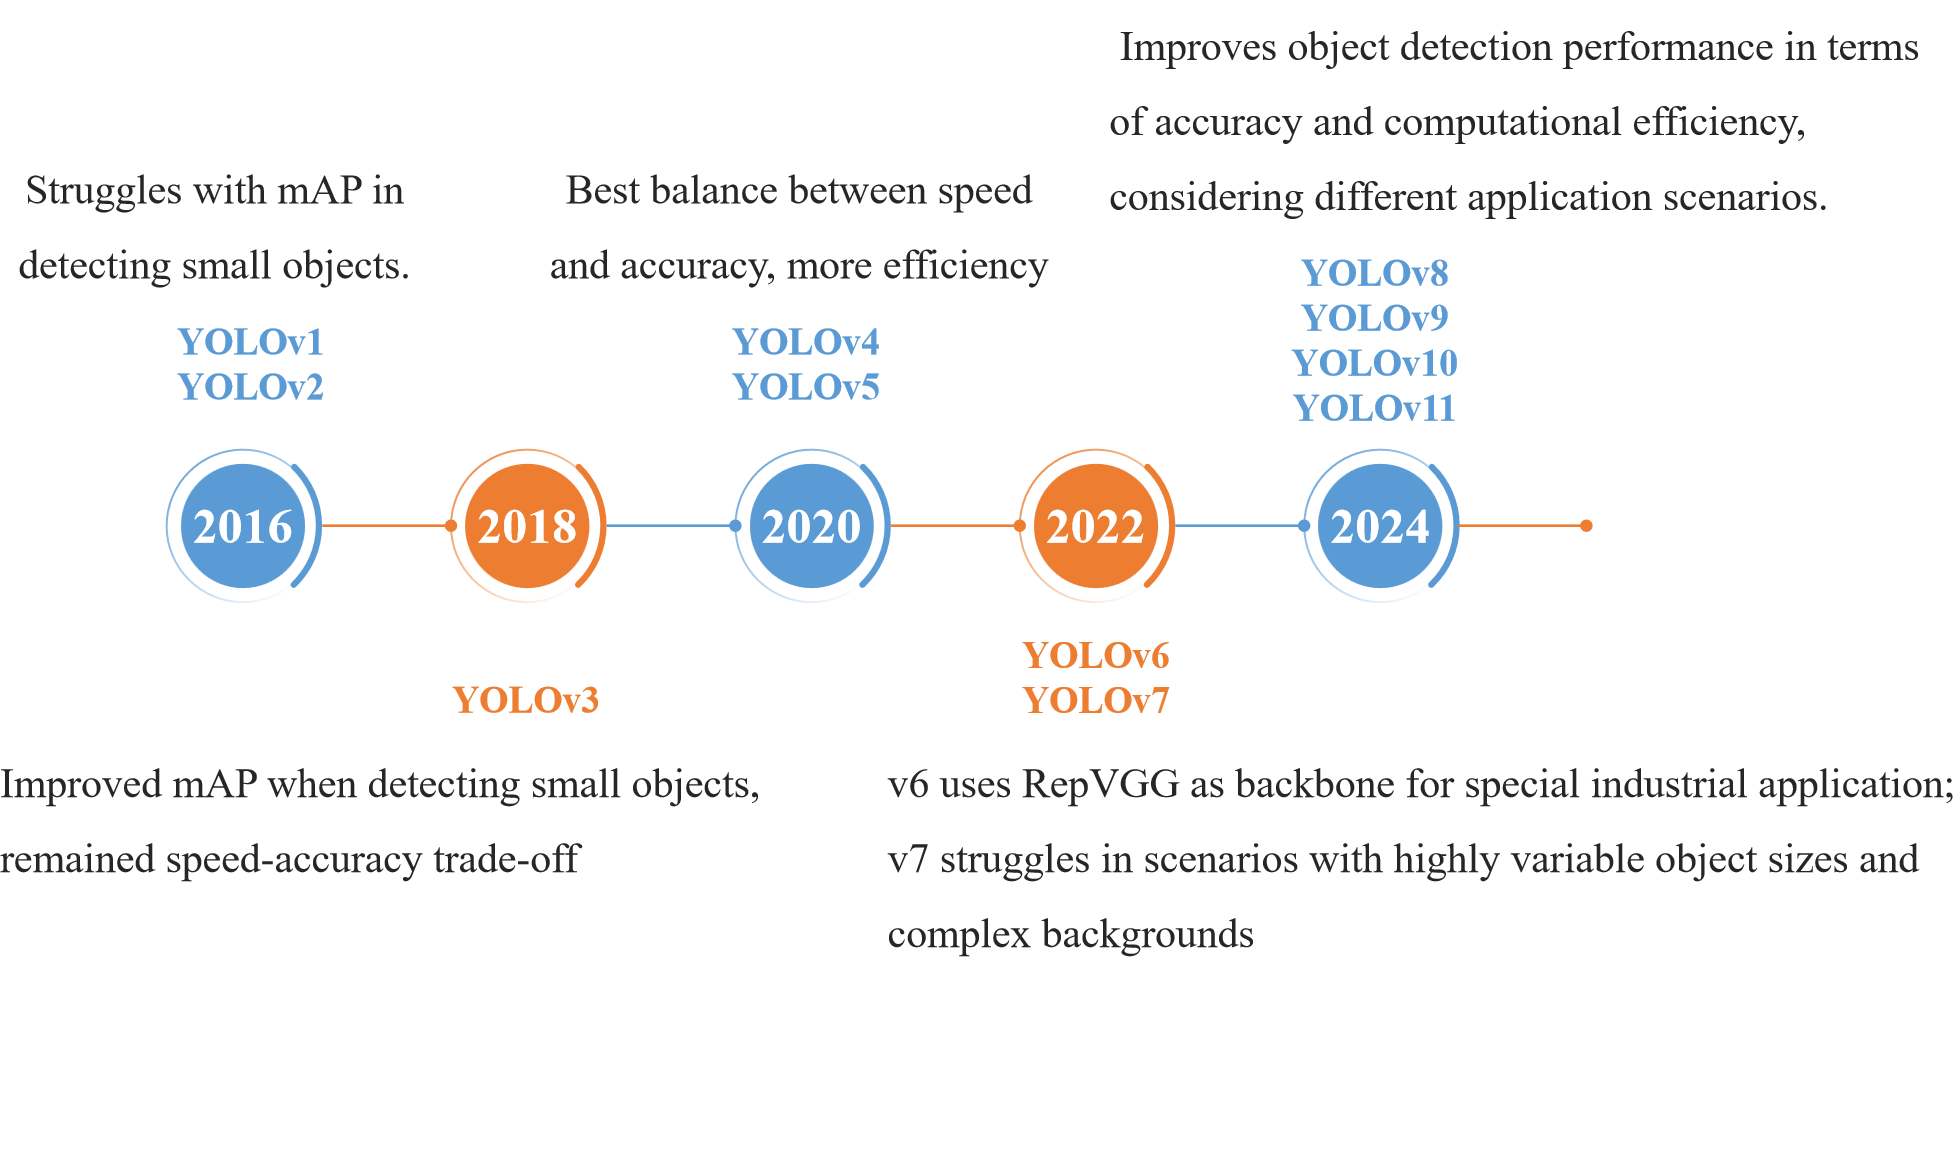 Improves object detection performance in terms
of accuracy and computational efficiency,
considering different application scenarios.
Struggles with mAP in
detecting small objects.
Best balance between speed
and accuracy, more efficiency
YOLOv1
YOLOv2
YOLOv4
YOLOv5
YOLOv8
YOLOv9
YOLOv10
YOLOv11
2016
2018
2020
2022
2024
YOLOv3
YOLOv6
YOLOv7
Improved mAP when detecting small objects,
remained speed-accuracy trade-off
v6 uses RepVGG as backbone for special industrial application;
v7 struggles in scenarios with highly variable object sizes and
complex backgrounds